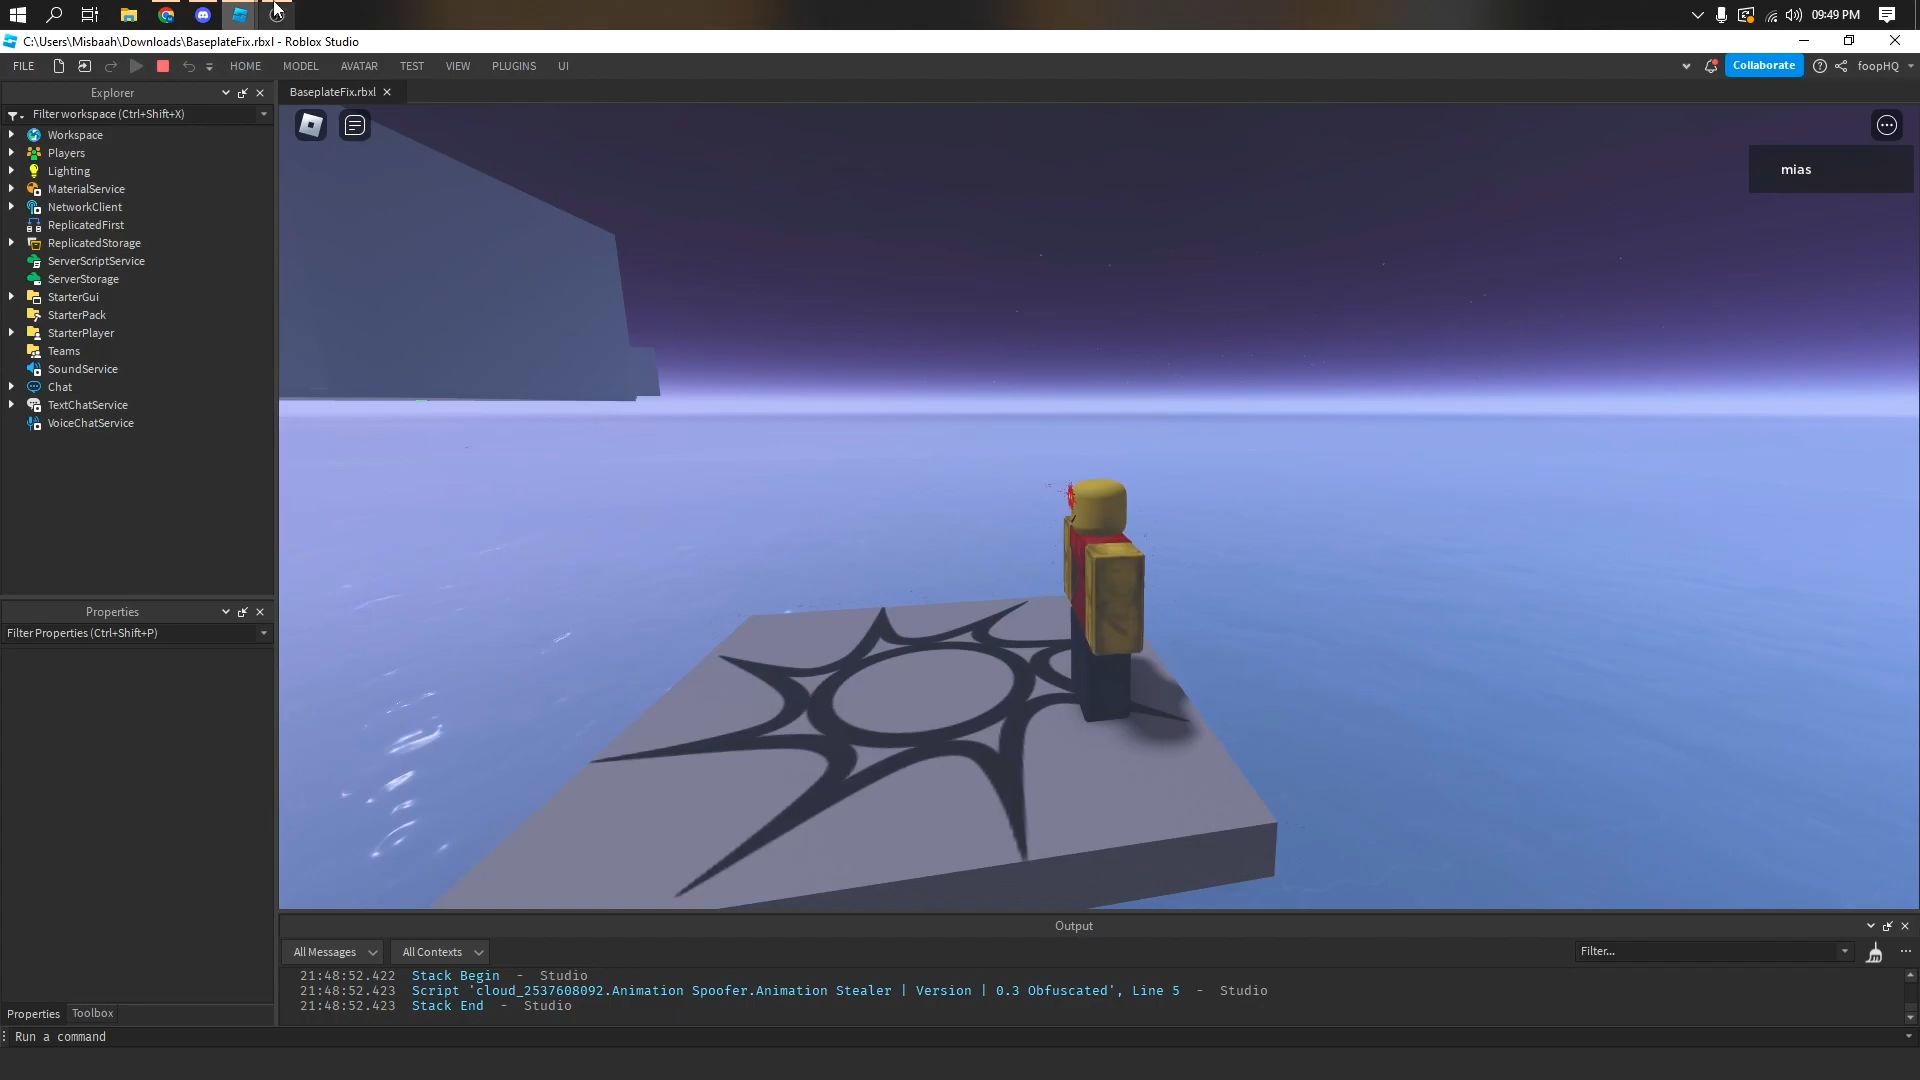 09:49 PM
C:\Users\Misbaah\Downloads\BaseplateFix.rbxl - Roblox Studio
FILE HOME MODEL AVATAR TEST VIEW PLUGINS UI Collaborate foopHQ
Explorer
BaseplateFix.rbxl
Filter workspace (Ctrl+Shift+X)
Workspace
Players
Lighting
MaterialService
NetworkClient
ReplicatedFirst
ReplicatedStorage
ServerScriptService
ServerStorage
StarterGui
StarterPack
StarterPlayer
Teams
SoundService
Chat
TextChatService
VoiceChatService
mias
Properties
Filter Properties (Ctrl+Shift+P)
Output
All Messages All Contexts Filter...
21:48:52.422 Stack Begin - Studio
21:48:52.423 Script 'cloud_2537608092.Animation Spoofer.Animation Stealer | Version | 0.3 Obfuscated', Line 5 - Studio
21:48:52.423 Stack End - Studio
Properties Toolbox
Run a command